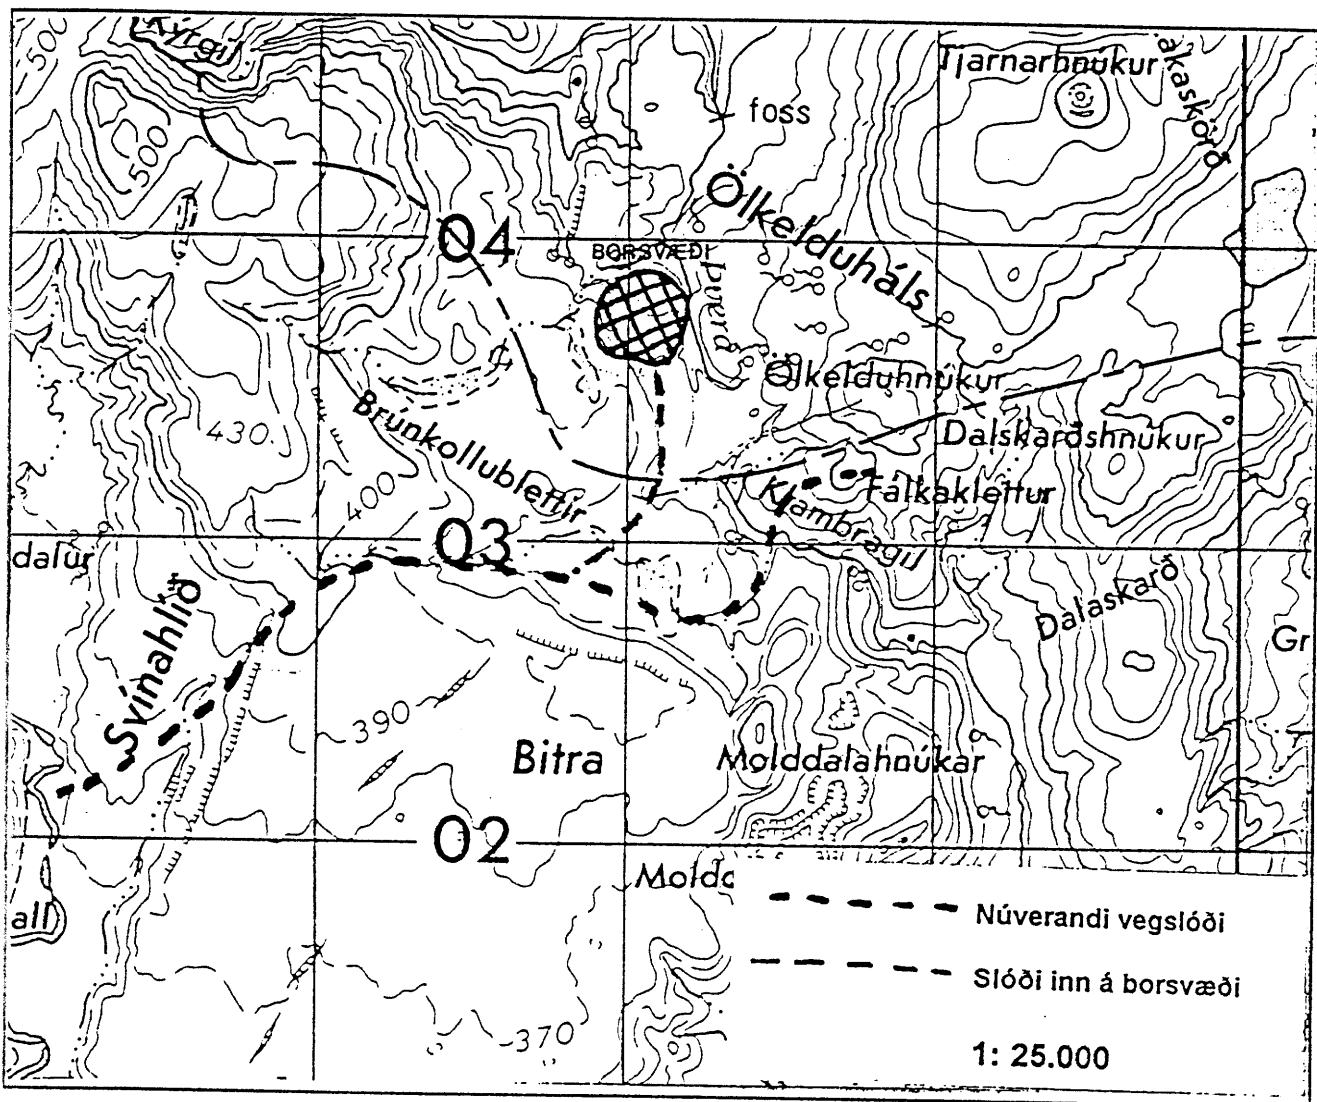 500
Kýrgil
500
foss
Tjarnarhnúkur
akaskörð
Ölkelduháls
04
BORSVÆÐI
Þverá
Ölkelduhnúkur
430
Brúnkollublettir
Dalskarðshnúkur
400
Fálkaklettur
Klambragil
03
dalur
Svínahlíð
Dalaskarð
Gr
390
Bitra
Molddalahnúkar
02
Moldc
all
Núverandi vegslóði
Slóði inn á borsvæði
370
1: 25.000